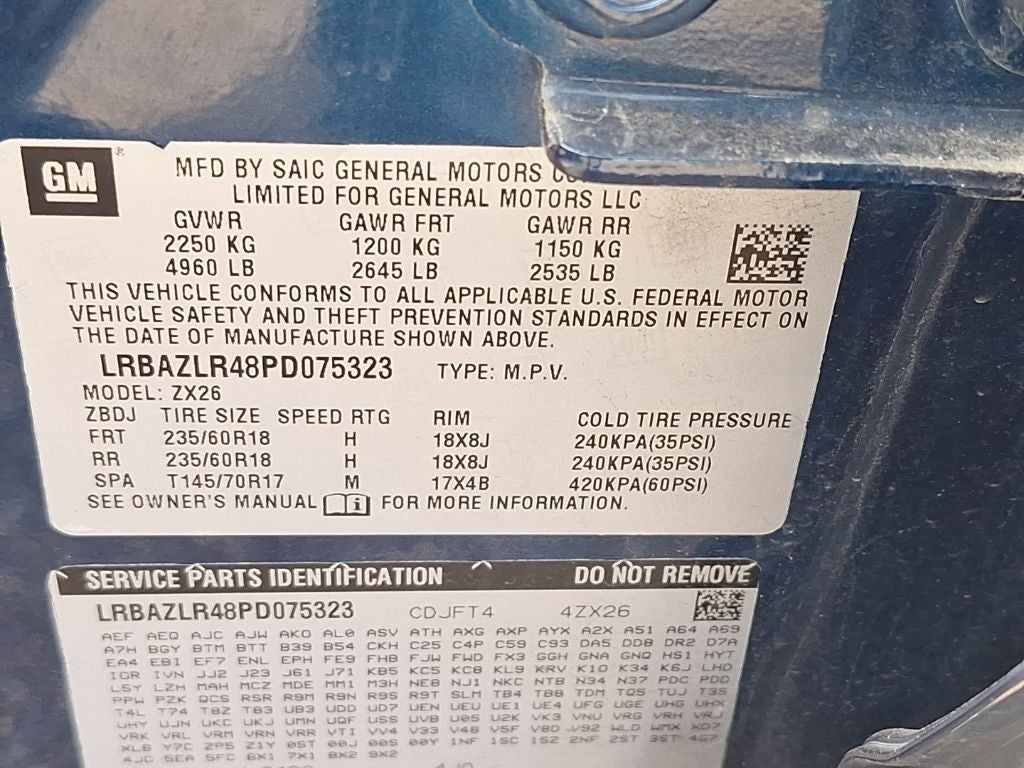 GM
MFD BY SAIC GENERAL MOTORS
LIMITED FOR GENERAL MOTORS LLC
GVWR GAWR FRT GAWR RR
2250 KG 1200 KG 1150 KG
4960 LB 2645 LB 2535 LB
THIS VEHICLE CONFORMS TO ALL APPLICABLE U.S. FEDERAL MOTOR
VEHICLE SAFETY AND THEFT PREVENTION STANDARDS IN EFFECT ON
THE DATE OF MANUFACTURE SHOWN ABOVE.
LRBAZLR48PD075323 TYPE: M.P.V.
MODEL: ZX26
ZBDJ TIRE SIZE SPEED RTG RIM COLD TIRE PRESSURE
FRT 235/60R18 H 18X8J 240KPA(35PSI)
RR 235/60R18 H 18X8J 240KPA(35PSI)
SPA T145/70R17 M 17X4B 420KPA(60PSI)
SEE OWNER'S MANUAL i FOR MORE INFORMATION.
SERVICE PARTS IDENTIFICATION DO NOT REMOVE
LRBAZLR48PD075323 CDJFT4 4ZX26
AEF AEQ AJC AJW AKO AL0 ASV ATH AXG AXP AYX A2X A51 A64 A69
A7H BGY BTM BTT B39 B54 CKH C25 C4P C59 C93 DA5 DD8 DR2 D7A
EA4 EBI EF7 ENL EPH FE9 FHB FJW FWD FX3 GGH GNA GNQ HS1 HYT
IOR IVN JJ2 J23 J61 J71 KB5 KC5 KC8 KL9 KRV K10 K34 K6J LHD
LSY LZH MAH MCZ MDE MM1 M3H NE8 NJ1 NKC NTB N34 N37 PDC PDD
PPW PZK QCS RSR R9M R9N R9S R9T SLM TB4 TB8 TDM TQ5 TUJ T3S
T4L T74 TBZ TB3 UB3 UDD UD7 UEN UEU UE1 UE4 UFG UGE UHG UHX
UHY UJN UKC UKJ UMN UQF USS UVB U05 U2K VK3 VNU VRG VRH VRJ
VRK VRL VRM VRN VRR VTI VV4 V33 V48 V5F V8D V92 WLD WMX XD7
XL8 Y7C ZP5 Z1Y 0ST 00J 00S 00Y 1NF 1SC 1SZ 2NF 2ST 3ST 4G7
4JC 5EA 5FC 6X1 7X1 8X2 9X2